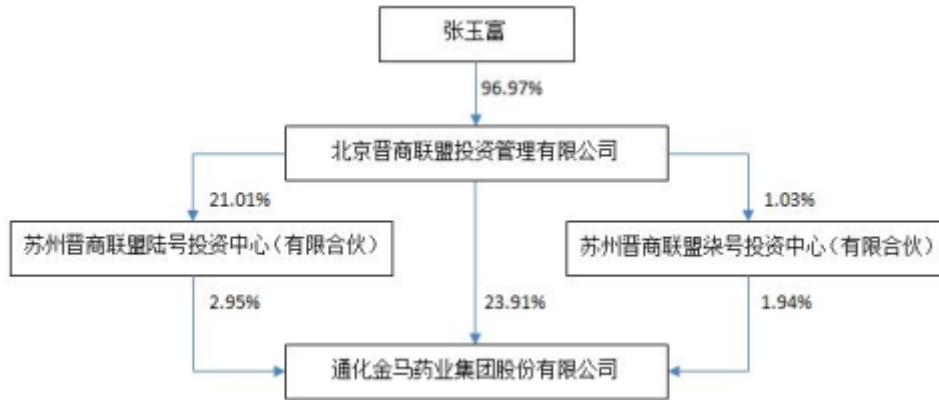 张玉富
96.97%
北京晋商联盟投资管理有限公司
21.01%
1.03%
苏州晋商联盟陆号投资中心（有限合伙）
苏州晋商联盟柒号投资中心（有限合伙）
2.95%
23.91%
1.94%
通化金马药业集团股份有限公司